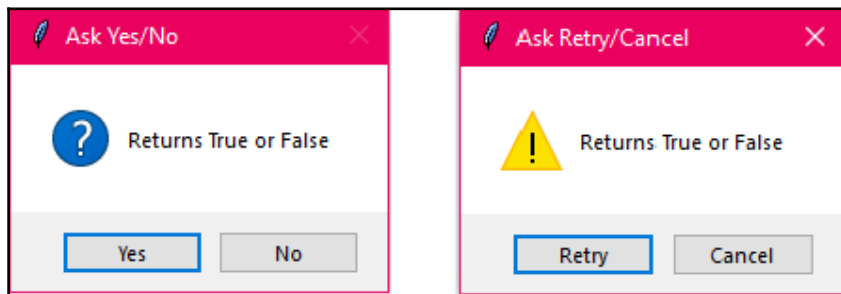 Ask Yes/No
Returns True or False
Yes
No
Ask Retry/Cancel
Returns True or False
Retry
Cancel